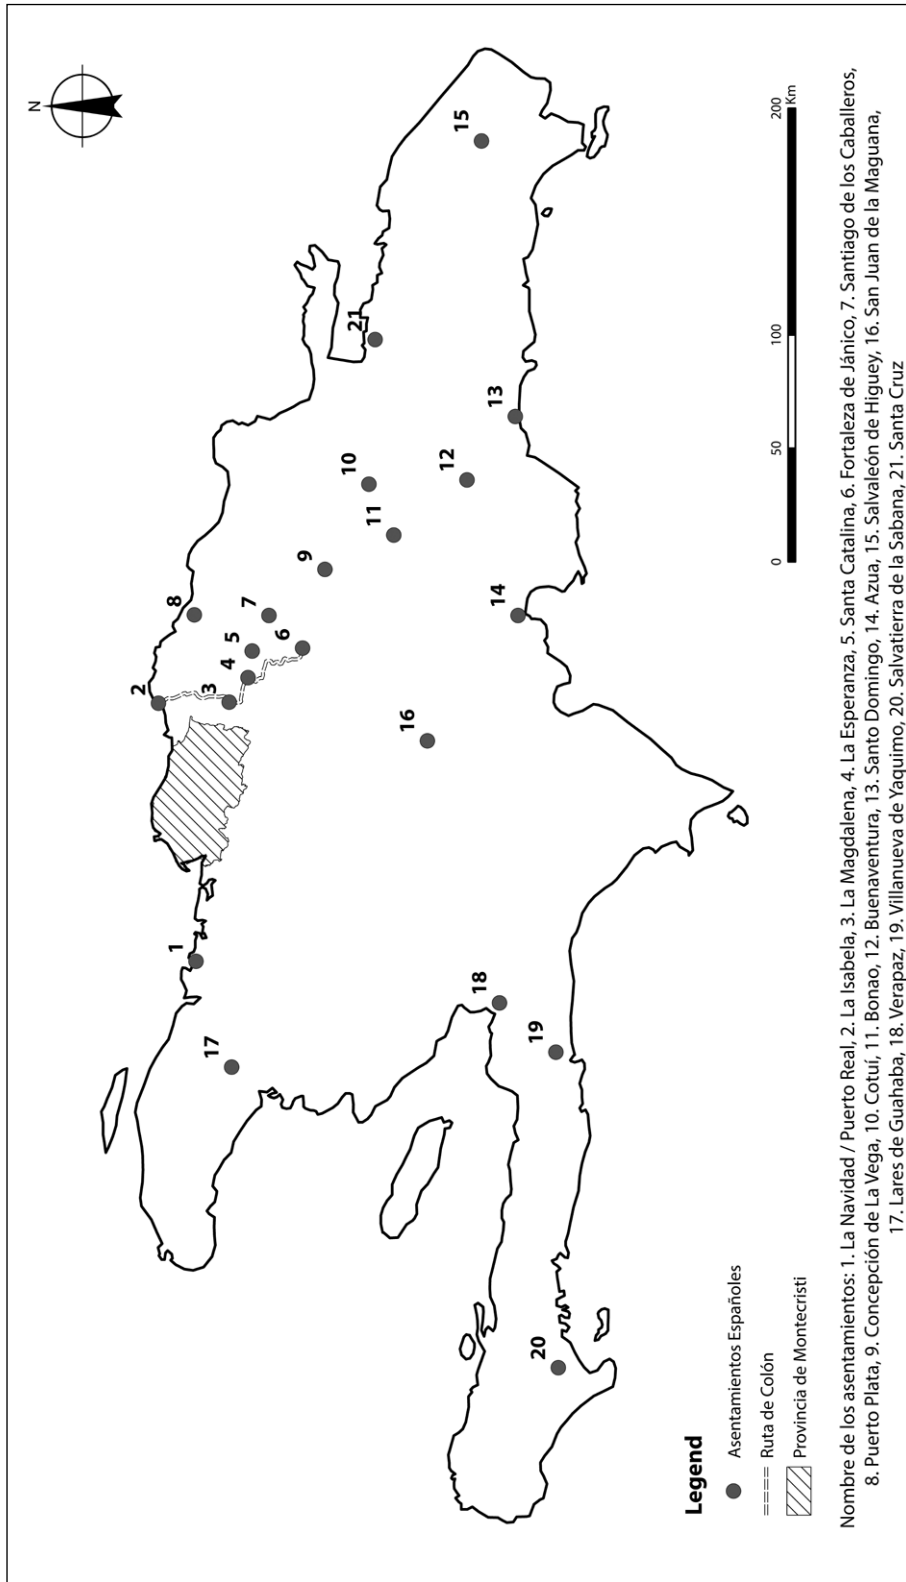 N
1
2
3
4
5
6
7
8
9
10
11
12
13
14
15
16
17
18
19
20
21
0 50 100 200
Km
Legend
Asentamientos Españoles
Ruta de Colón
Provincia de Montecristi
Nombre de los asentamientos: 1. La Navidad / Puerto Real, 2. La Isabela, 3. La Magdalena, 4. La Esperanza, 5. Santa Catalina, 6. Fortaleza de Jánico, 7. Santiago de los Caballeros,
8. Puerto Plata, 9. Concepción de La Vega, 10. Cotuí, 11. Bonao, 12. Buenaventura, 13. Santo Domingo, 14. Azua, 15. Salvaleón de Higuey, 16. San Juan de la Maguana,
17. Lares de Guahaba, 18. Verapaz, 19. Villanueva de Yaquimo, 20. Salvatierra de la Sabana, 21. Santa Cruz